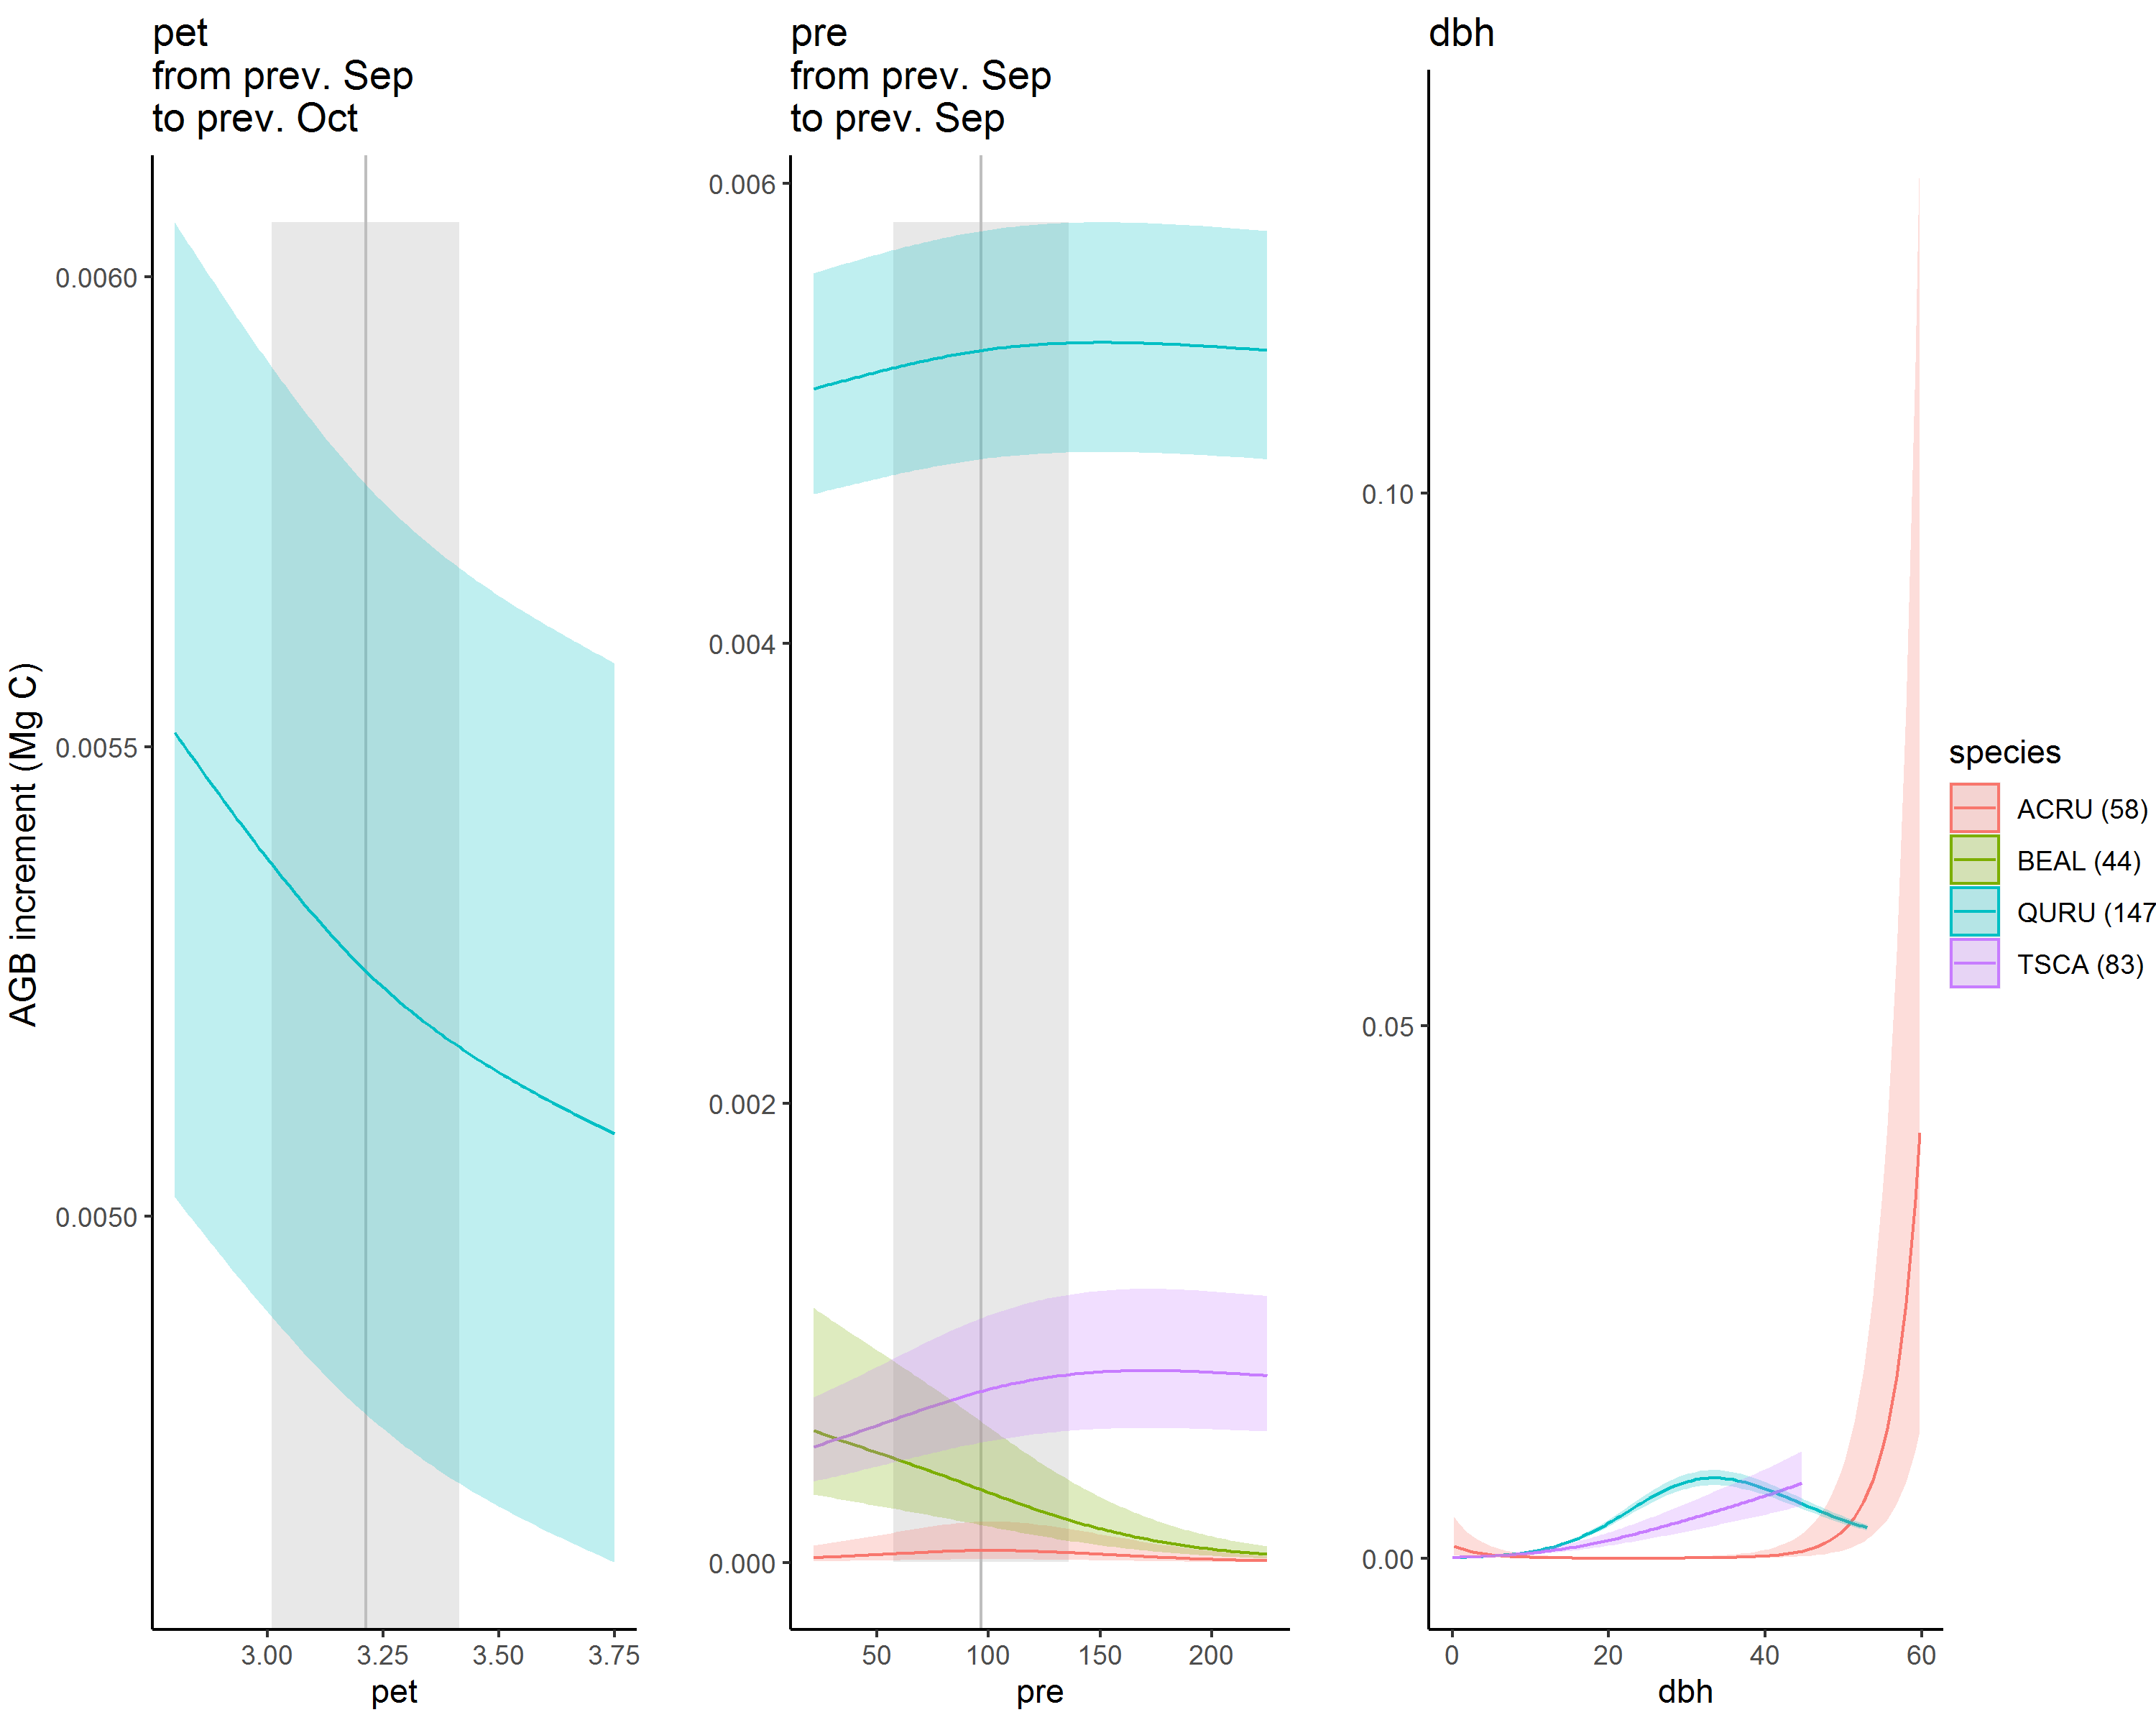 pet
from prev. Sep
to prev. Oct
pre
from prev. Sep
to prev. Sep
dbh
AGB increment (Mg C)
0.0060
0.0055
0.0050
3.00 3.25 3.50 3.75
pet
0.006
0.004
0.002
0.000
50 100 150 200
pre
0.10
0.05
0.00
0 20 40 60
dbh
species
ACRU (58)
BEAL (44)
QURU (147
TSCA (83)